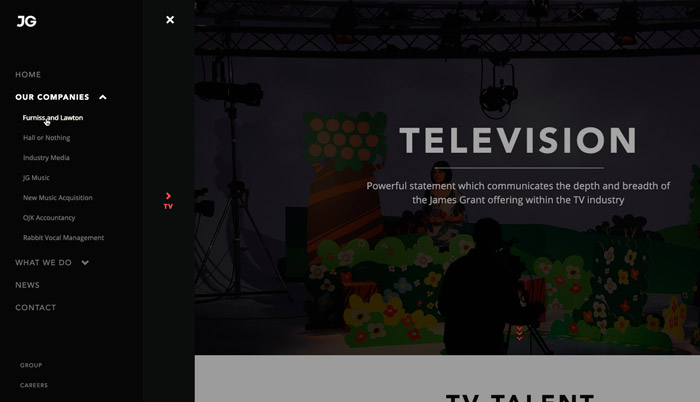 JG
HOME
OUR COMPANIES
Furniss and Lawton
Hall or Nothing
Industry Media
JG Music
New Music Acquisition
OJK Accountancy
Rabbit Vocal Management
WHAT WE DO
NEWS
CONTACT
GROUP
CAREERS
TV
TELEVISION
Powerful statement which communicates the depth and breadth of
the James Grant offering within the TV industry
TV TALENT